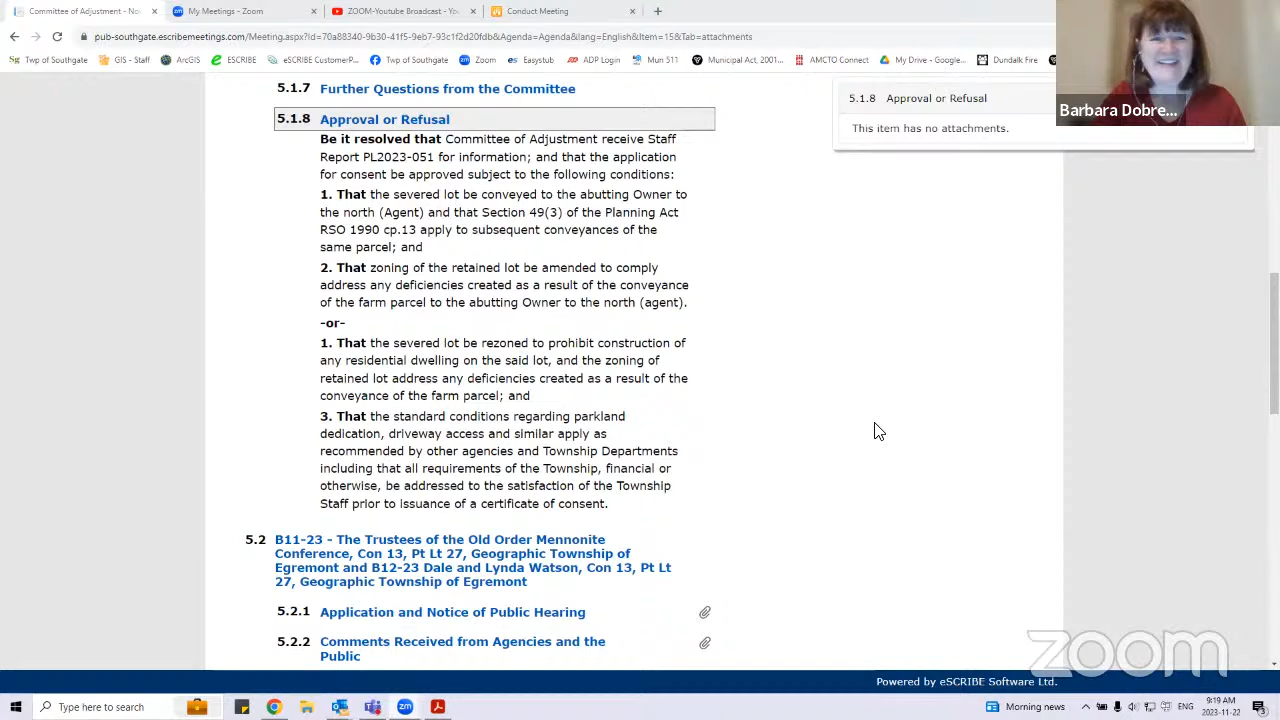 Committee of Adjustment - No
My Meetings - Zoom
ZOOM-Youtube Broadcast - Yo
Conduct Meeting
pub-southgate.escribemeetings.com/Meeting.aspx?Id=70a88340-9b30-41f5-9eb7-93c1f2d20fdb&Agenda=Agenda&lang=English&Item=15&Tab=attachments
Twp of Southgate
GIS - Staff
ArcGIS
ESCRIBE
eSCRIBE CustomerP...
Twp of Southgate
Zoom
Easystub
ADP Login
Mun 511
Municipal Act, 2001...
AMCTO Connect
My Drive - Google...
Dundalk Fire
Barbara Dobre...
5.1.7 Further Questions from the Committee
5.1.8 Approval or Refusal
Be it resolved that Committee of Adjustment receive Staff
Report PL2023-051 for information; and that the application
for consent be approved subject to the following conditions:
1. That the severed lot be conveyed to the abutting Owner to
the north (Agent) and that Section 49(3) of the Planning Act
RSO 1990 cp.13 apply to subsequent conveyances of the
same parcel; and
2. That zoning of the retained lot be amended to comply
address any deficiencies created as a result of the conveyance
of the farm parcel to the abutting Owner to the north (agent).
-or-
1. That the severed lot be rezoned to prohibit construction of
any residential dwelling on the said lot, and the zoning of
retained lot address any deficiencies created as a result of the
conveyance of the farm parcel; and
3. That the standard conditions regarding parkland
dedication, driveway access and similar apply as
recommended by other agencies and Township Departments
including that all requirements of the Township, financial or
otherwise, be addressed to the satisfaction of the Township
Staff prior to issuance of a certificate of consent.
5.2 B11-23 - The Trustees of the Old Order Mennonite
Conference, Con 13, Pt Lt 27, Geographic Township of
Egremont and B12-23 Dale and Lynda Watson, Con 13, Pt Lt
27, Geographic Township of Egremont
5.2.1 Application and Notice of Public Hearing
5.2.2 Comments Received from Agencies and the
Public
5.1.8 Approval or Refusal
This item has no attachments.
zoom
Powered by eSCRIBE Software Ltd.
Type here to search
Morning news
ENG
9:19 AM
2023-11-22